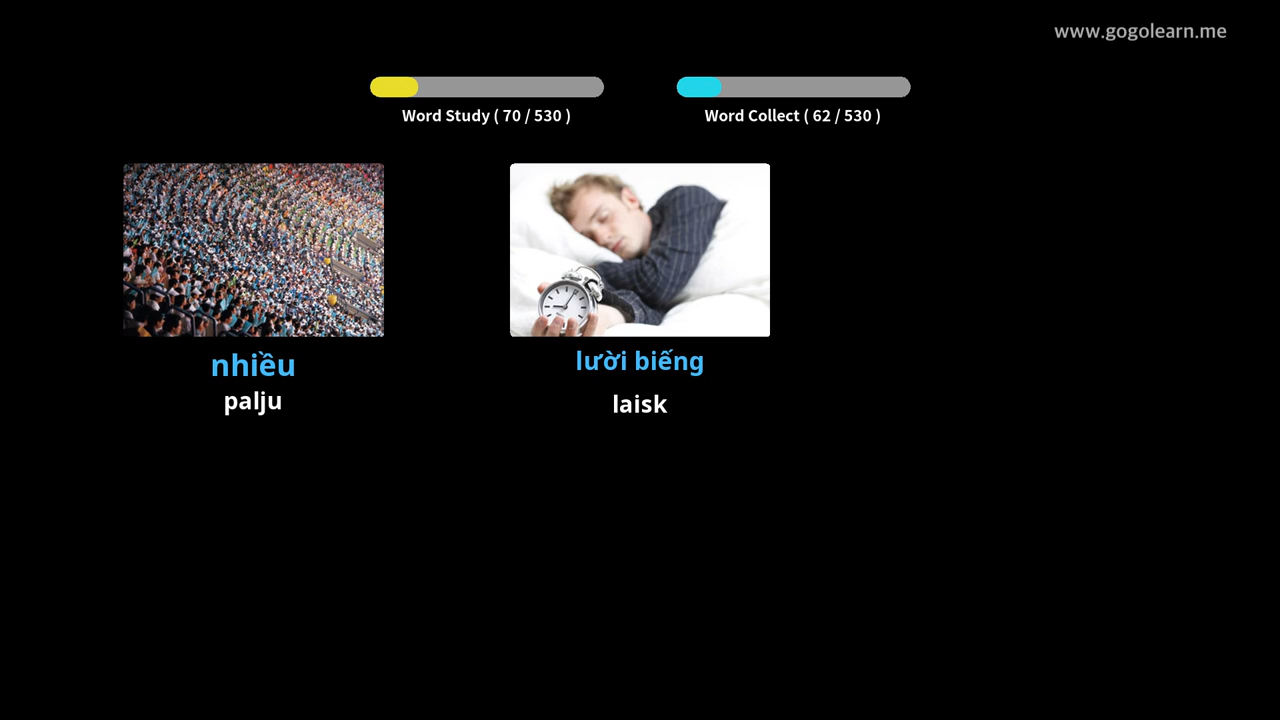 www.gogolearn.me
Word Study ( 70 / 530 )
Word Collect ( 62 / 530 )
nhiều
palju
lười biếng
laisk